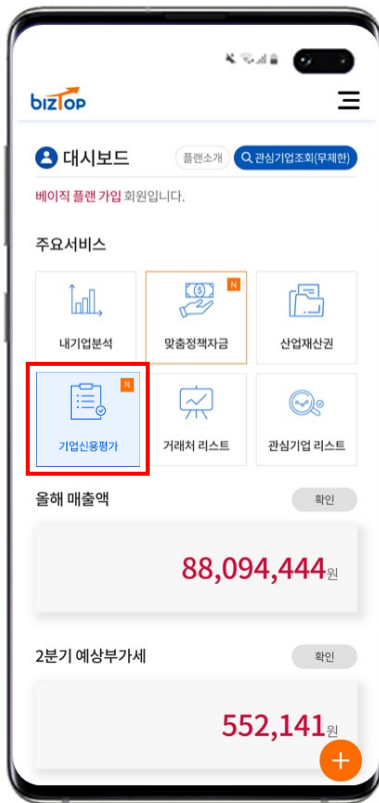 bizTOP
대시보드
플랜소개
관심기업조회(무제한)
베이직 플랜 가입 회원입니다.
주요서비스
N
내기업분석
맞춤정책자금
산업재산권
N
기업신용평가
거래처 리스트
관심기업 리스트
올해 매출액
확인
88,094,444원
2분기 예상부가세
확인
552,141원